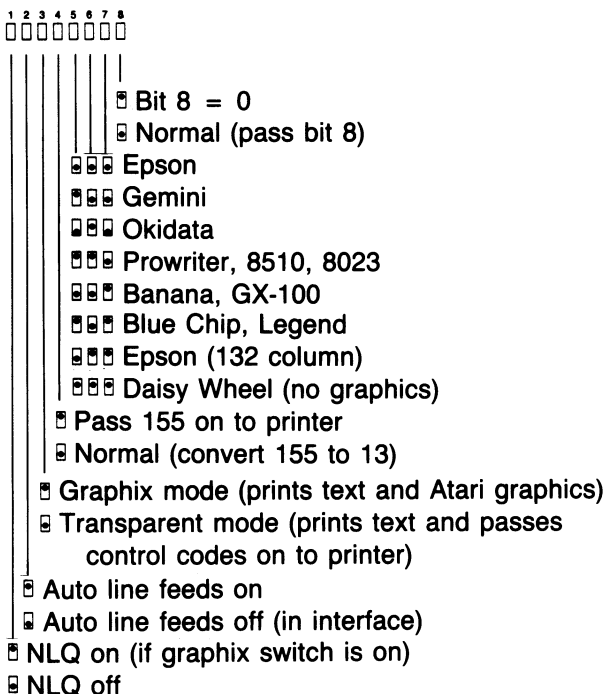 1 2 3 4 5 6 7 8
Bit 8 = 0
Normal (pass bit 8)
Epson
Gemini
Okidata
Prowriter, 8510, 8023
Banana, GX-100
Blue Chip, Legend
Epson (132 column)
Daisy Wheel (no graphics)
Pass 155 on to printer
Normal (convert 155 to 13)
Graphix mode (prints text and Atari graphics)
Transparent mode (prints text and passes
control codes on to printer)
Auto line feeds on
Auto line feeds off (in interface)
NLQ on (if graphix switch is on)
NLQ off